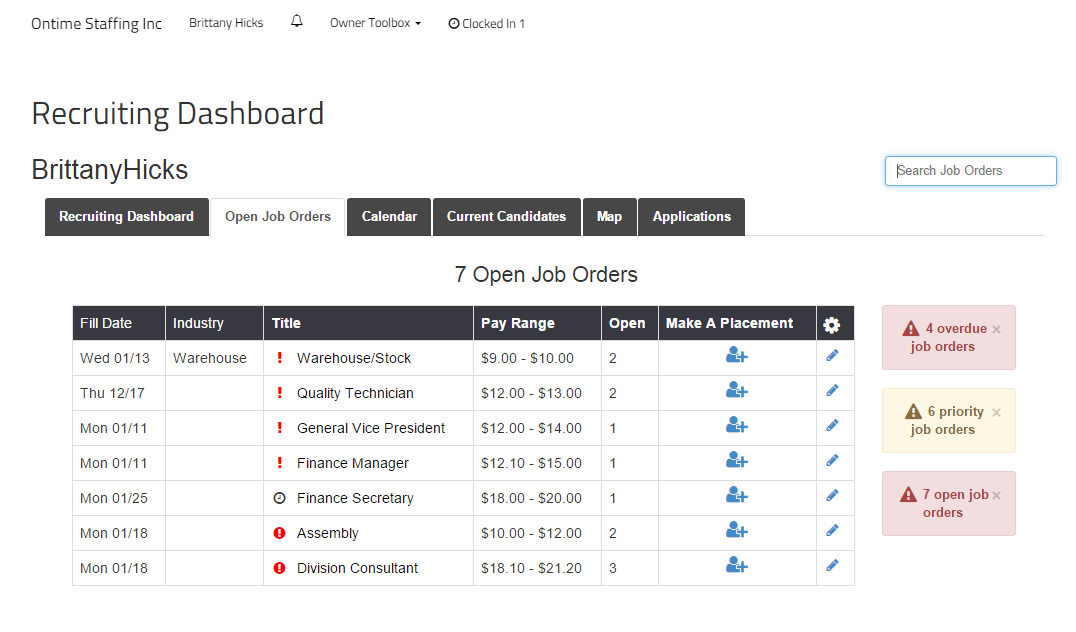 Ontime Staffing Inc Brittany Hicks Owner Toolbox Clocked In 1
Recruiting Dashboard
BrittanyHicks
Search Job Orders
Recruiting Dashboard Open Job Orders Calendar Current Candidates Map Applications
7 Open Job Orders
Fill Date Industry Title Pay Range Open Make A Placement
Wed 01/13 Warehouse Warehouse/Stock $9.00 - $10.00 2
Thu 12/17 Quality Technician $12.00 - $13.00 2
Mon 01/11 General Vice President $12.00 - $14.00 1
Mon 01/11 Finance Manager $12.10 - $15.00 1
Mon 01/25 Finance Secretary $18.00 - $20.00 1
Mon 01/18 Assembly $10.00 - $12.00 2
Mon 01/18 Division Consultant $18.10 - $21.20 3
4 overdue ×
job orders
6 priority ×
job orders
7 open job ×
orders